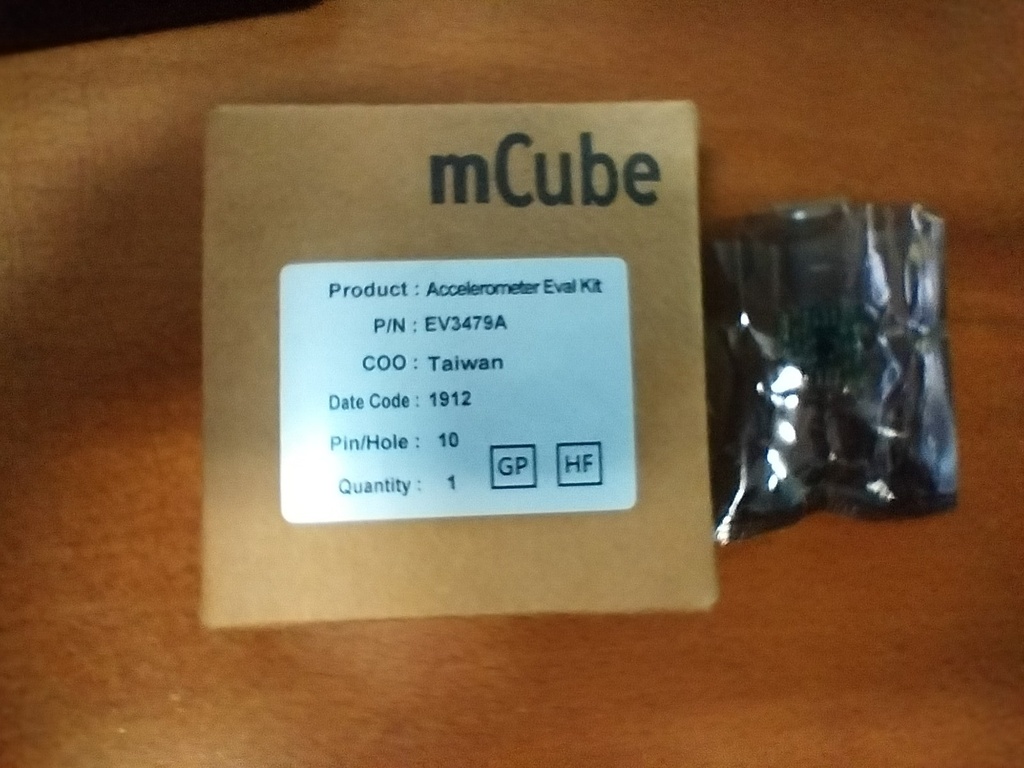 mCube
Product : Accelerometer Eval Kit
P/N : EV3479A
COO : Taiwan
Date Code : 1912
Pin/Hole : 10
Quantity : 1
GP HF